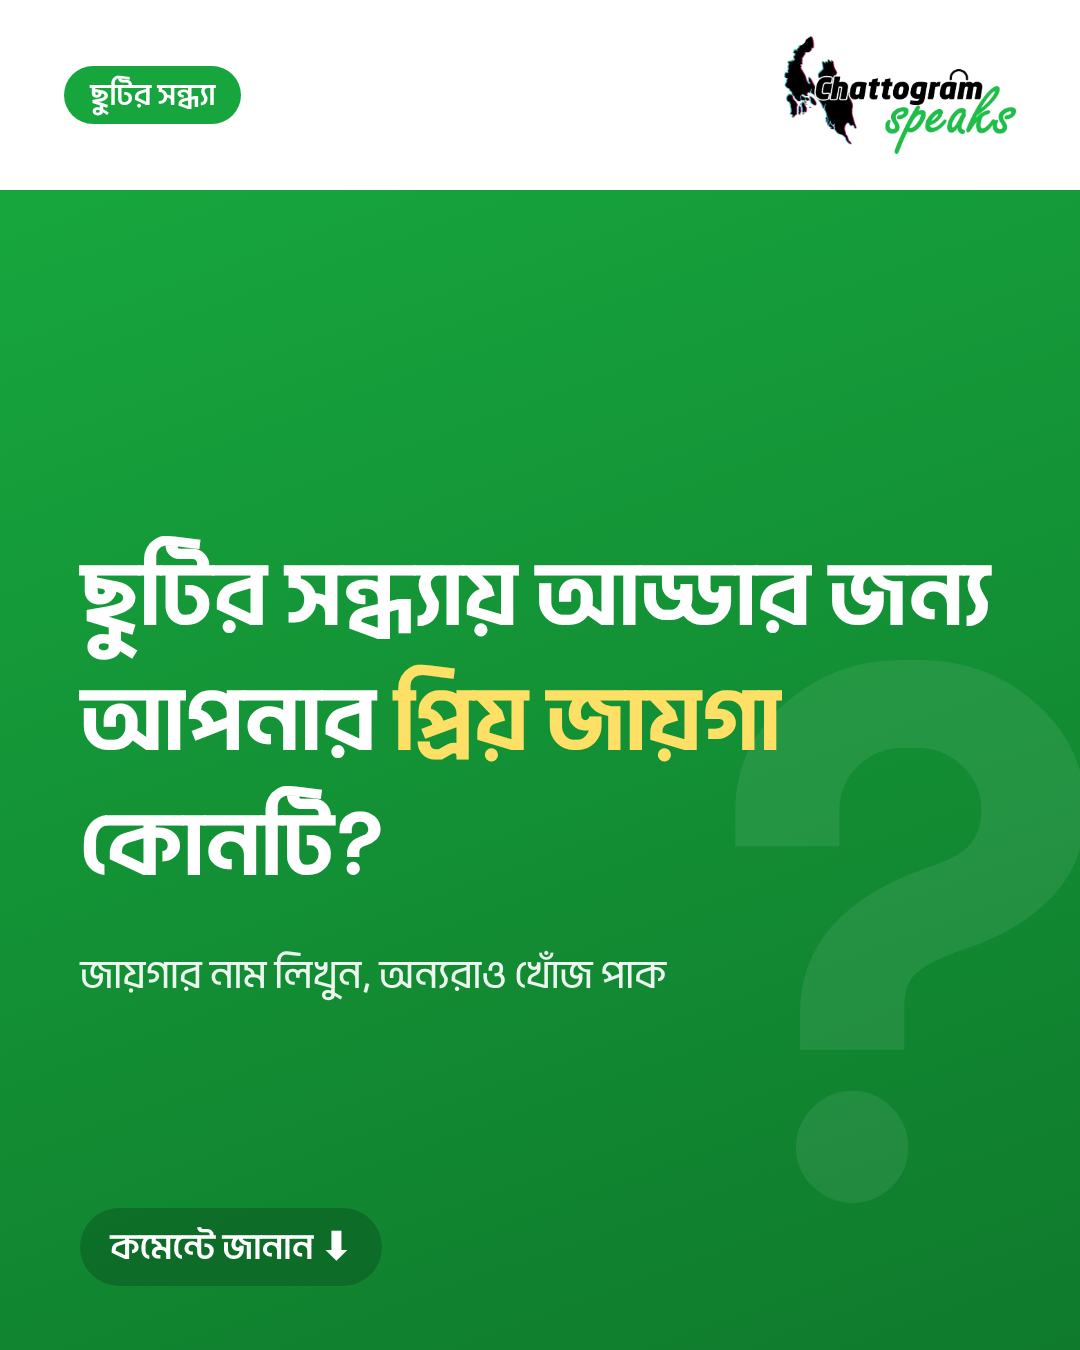 ছুটির সন্ধ্যা
Chattogram
speaks
ছুটির সন্ধ্যায় আড্ডার জন্য
আপনার প্রিয় জায়গা
কোনটি?
জায়গার নাম লিখুন, অন্যরাও খোঁজ পাক
কমেন্টে জানান ⬇